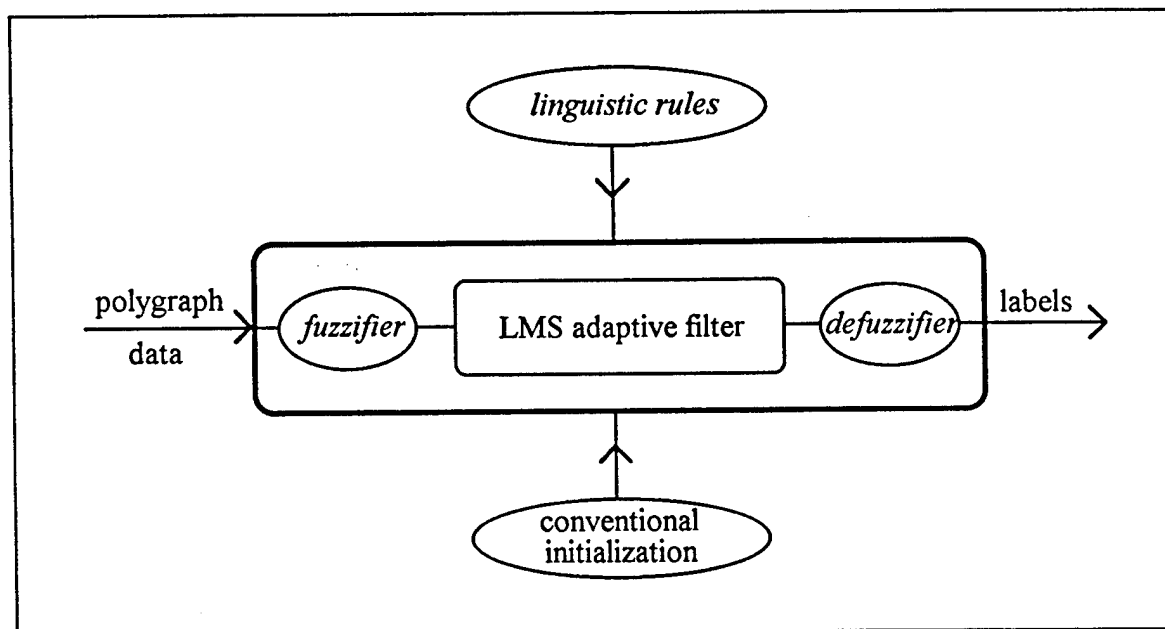 linguistic rules
polygraph
data
fuzzifier
LMS adaptive filter
defuzzifier
labels
conventional
initialization